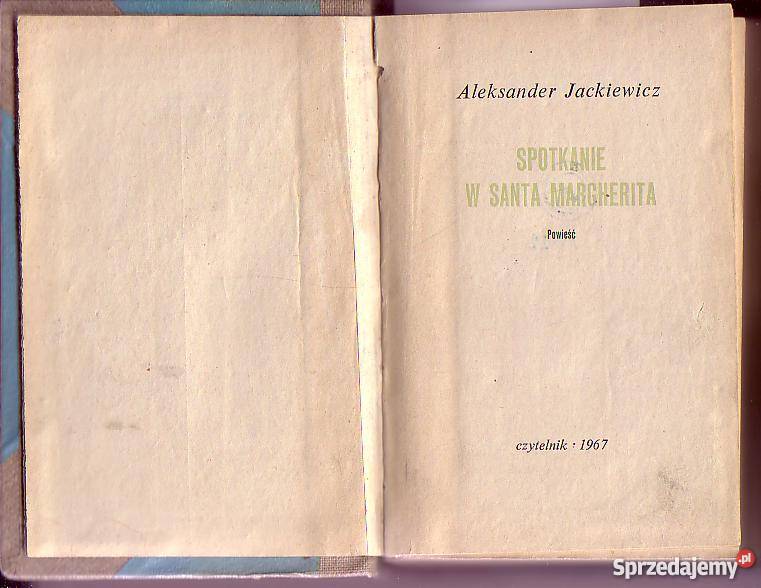 Aleksander Jackiewicz
SPOTKANIE
W SANTA MARGHERITA
Powieść
czytelnik · 1967
Sprzedajemy.pl